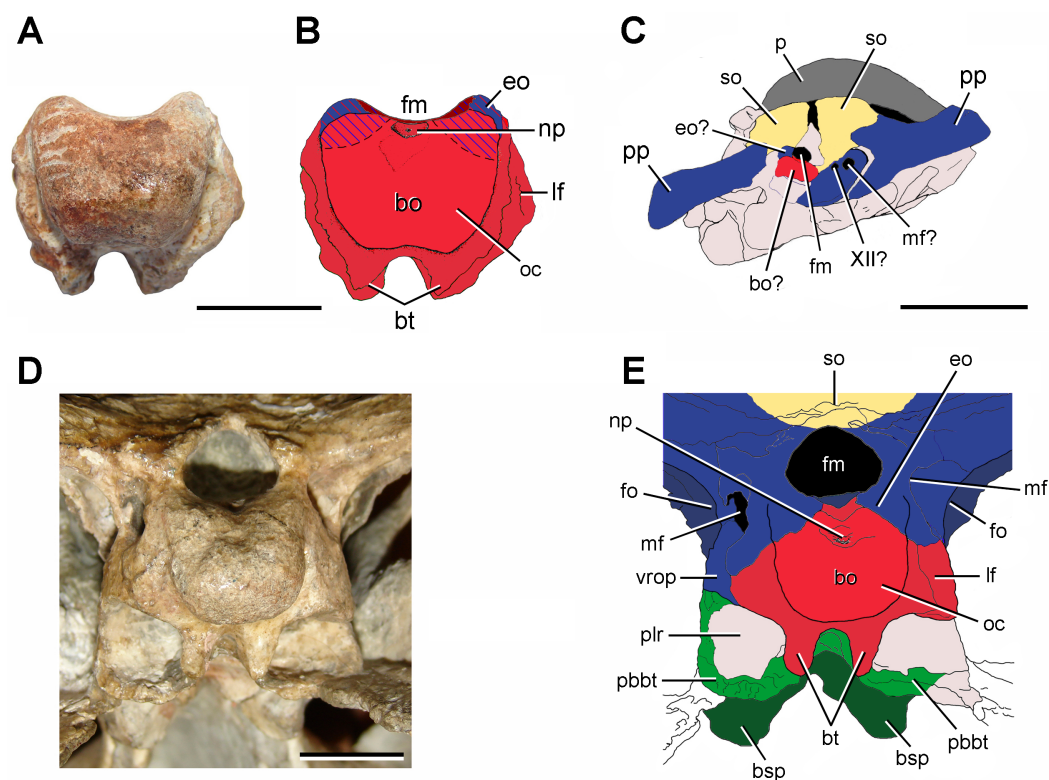 A
B
C
fm
eo
np
lf
bo
oc
bt
p
so
so
pp
eo?
pp
mf?
XII?
fm
bo?
D
E
so
eo
np
fm
fo
mf
mf
fo
vrop
bo
lf
plr
oc
pbbt
pbbt
bt
bsp
bsp